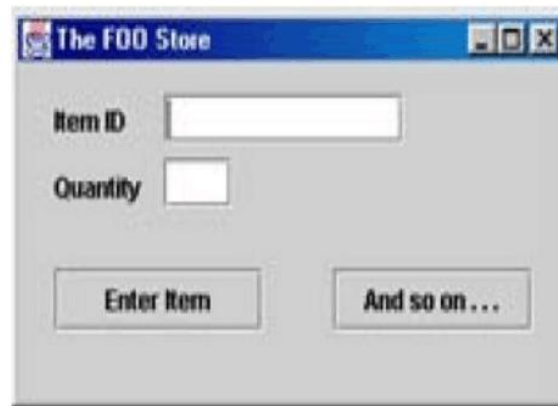 The FOO Store
Item ID
Quantity
Enter Item
And so on . . .